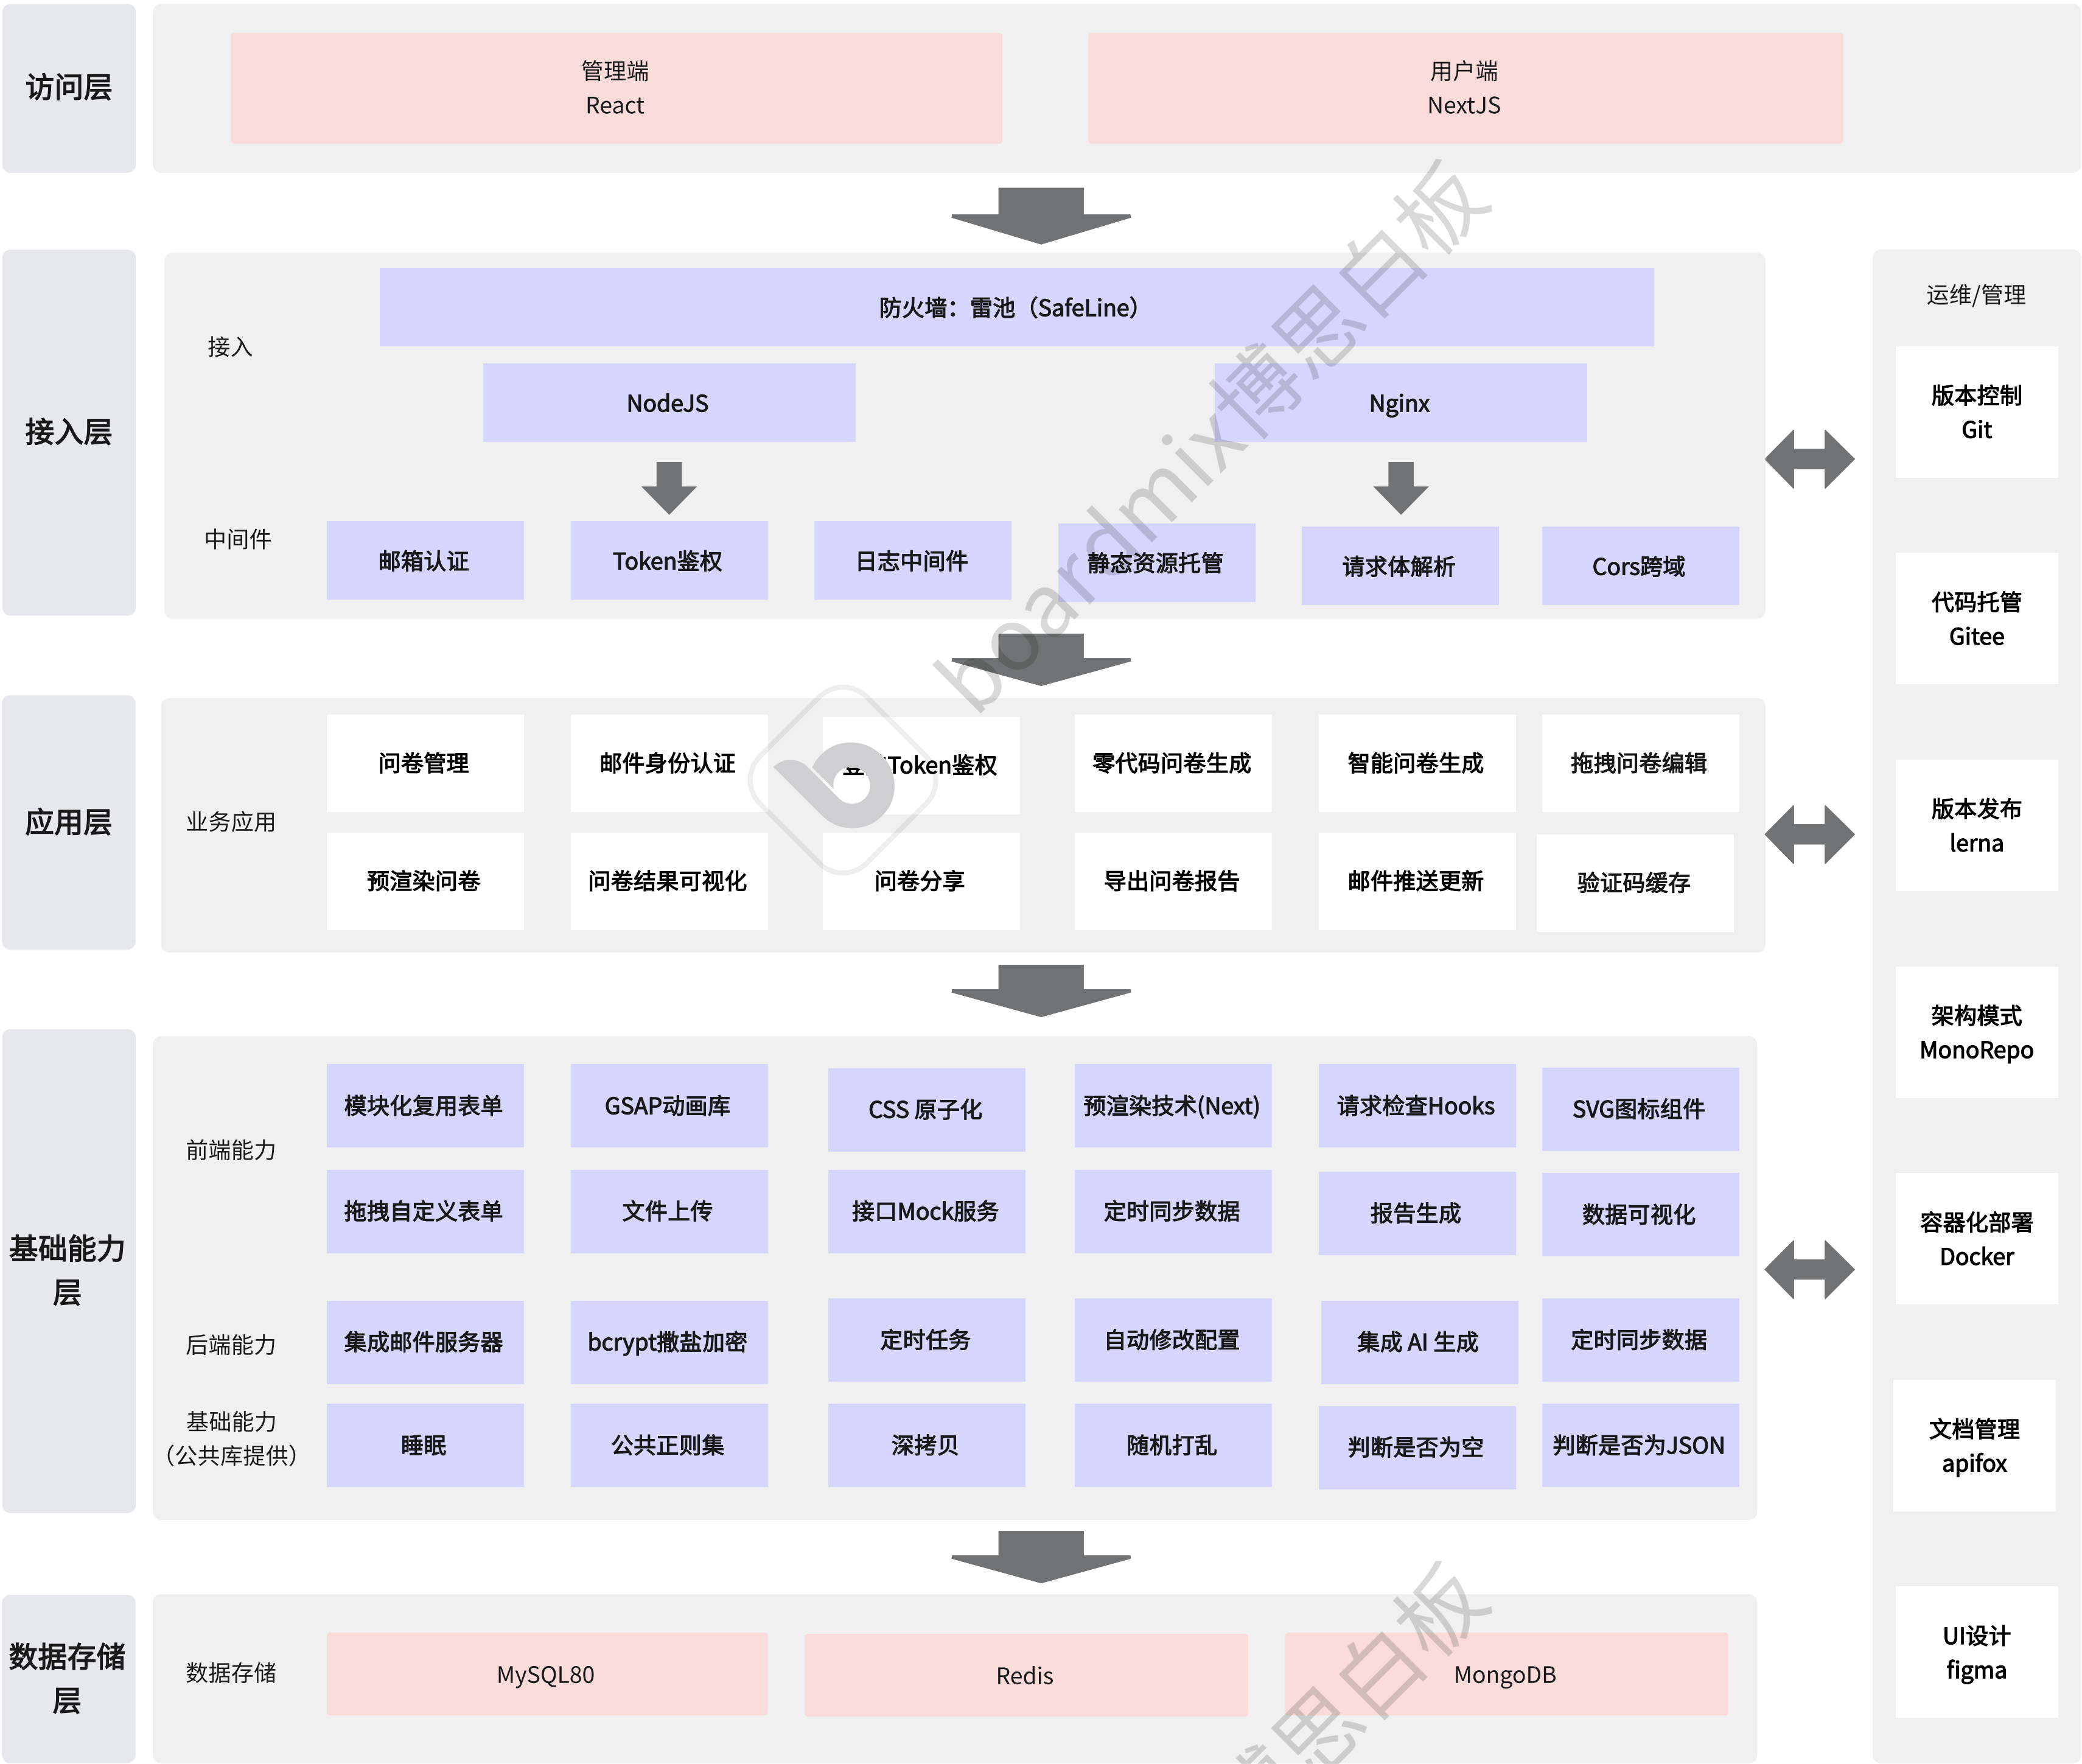 访问层
管理端
React
用户端
NextJS
接入层
接入
防火墙：雷池（SafeLine）
NodeJS
Nginx
中间件
邮箱认证
Token鉴权
日志中间件
静态资源托管
请求体解析
Cors跨域
应用层
业务应用
问卷管理
邮件身份认证
Token鉴权
零代码问卷生成
智能问卷生成
拖拽问卷编辑
预渲染问卷
问卷结果可视化
问卷分享
导出问卷报告
邮件推送更新
验证码缓存
基础能力
层
前端能力
模块化复用表单
GSAP动画库
CSS 原子化
预渲染技术(Next)
请求检查Hooks
SVG图标组件
拖拽自定义表单
文件上传
接口Mock服务
定时同步数据
报告生成
数据可视化
后端能力
集成邮件服务器
bcrypt撒盐加密
定时任务
自动修改配置
集成 AI 生成
定时同步数据
基础能力
（公共库提供）
睡眠
公共正则集
深拷贝
随机打乱
判断是否为空
判断是否为JSON
数据存储
层
数据存储
MySQL80
Redis
MongoDB
运维/管理
版本控制
Git
代码托管
Gitee
版本发布
lerna
架构模式
MonoRepo
容器化部署
Docker
文档管理
apifox
UI设计
figma
boardmix博思白板
博思白板